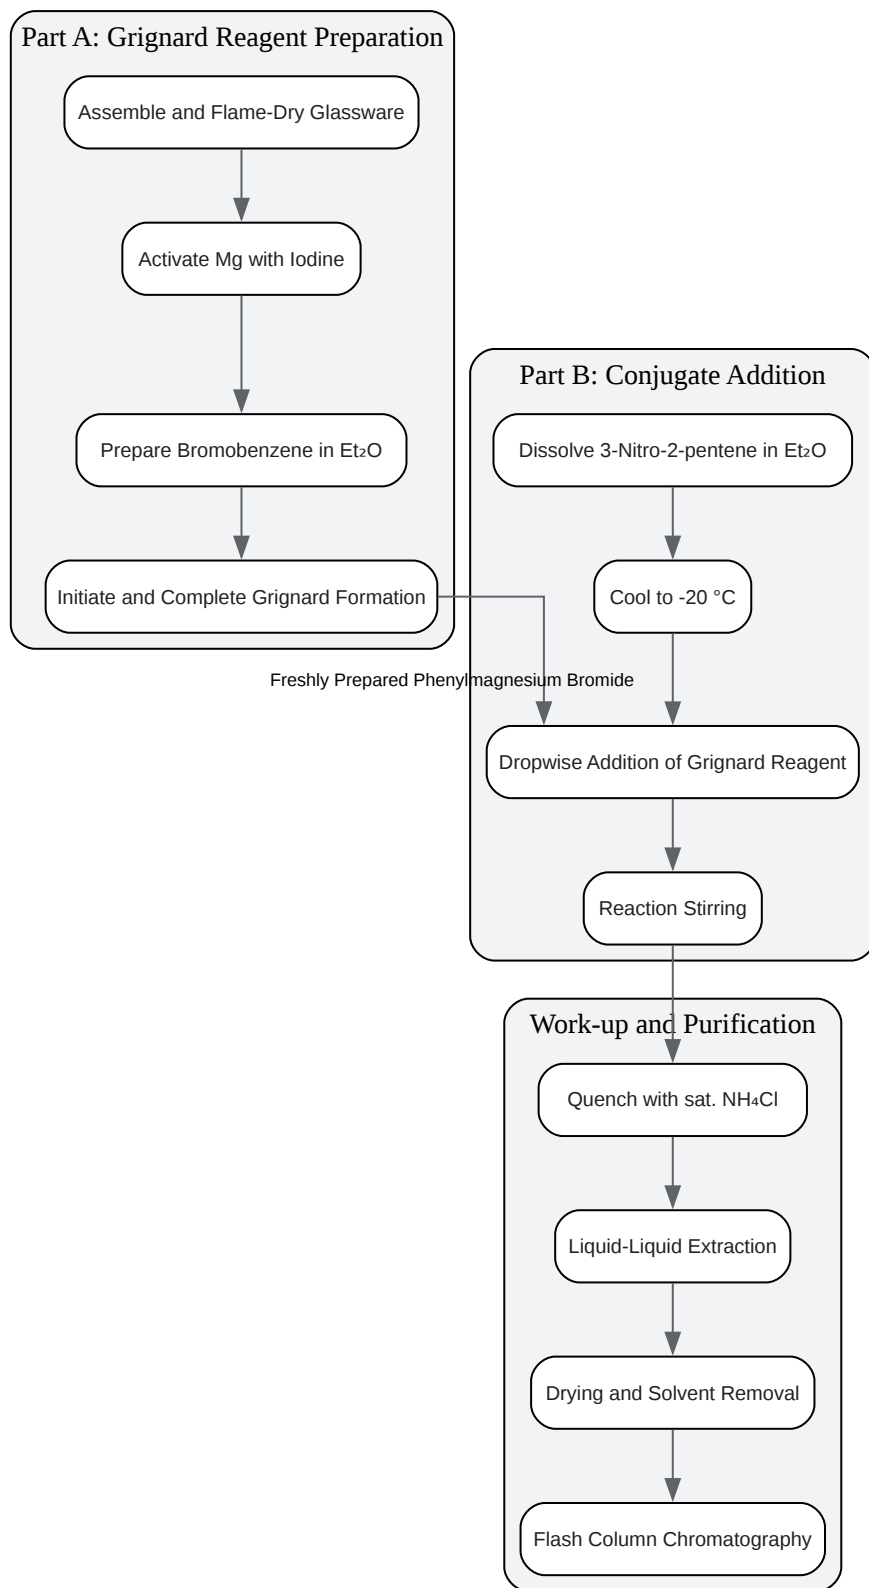 Part A: Grignard Reagent Preparation
Assemble and Flame-Dry Glassware
Activate Mg with Iodine
Prepare Bromobenzene in Et₂O
Initiate and Complete Grignard Formation
Freshly Prepared Phenylmagnesium Bromide
Part B: Conjugate Addition
Dissolve 3-Nitro-2-pentene in Et₂O
Cool to -20 °C
Dropwise Addition of Grignard Reagent
Reaction Stirring
Work-up and Purification
Quench with sat. NH₄Cl
Liquid-Liquid Extraction
Drying and Solvent Removal
Flash Column Chromatography